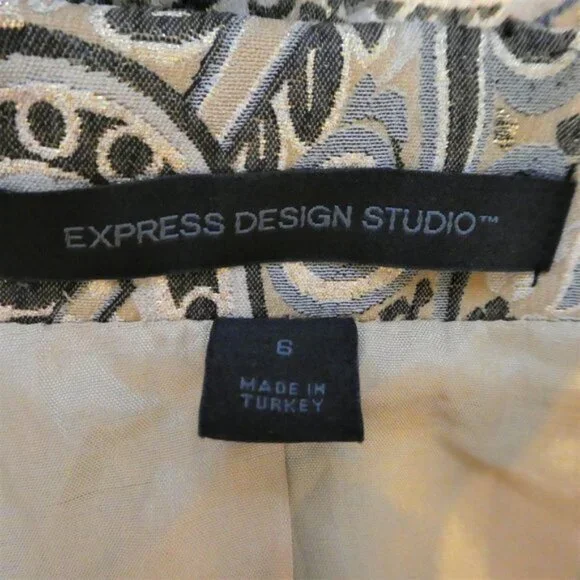 EXPRESS DESIGN STUDIO™
6
MADE IN
TURKEY